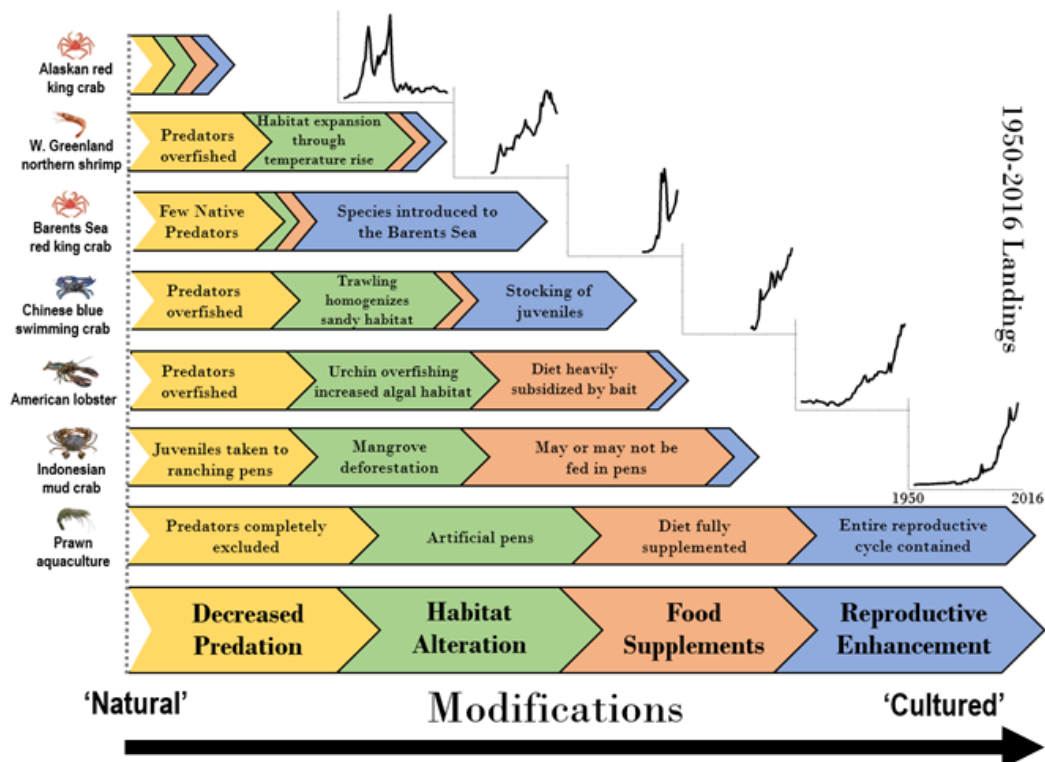 Alaskan red
king crab
W. Greenland
northern shrimp
Predators
overfished
Habitat expansion
through
temperature rise
Barents Sea
red king crab
Few Native
Predators
Species introduced to
the Barents Sea
Chinese blue
swimming crab
Predators
overfished
Trawling
homogenizes
sandy habitat
Stocking of
juveniles
American lobster
Predators
overfished
Urchin overfishing
increased algal habitat
Diet heavily
subsidized by bait
Indonesian
mud crab
Juveniles taken to
ranching pens
Mangrove
deforestation
May or may not be
fed in pens
Prawn
aquaculture
Predators completely
excluded
Artificial pens
Diet fully
supplemented
Entire reproductive
cycle contained
1950-2016 Landings
1950
2016
Decreased
Predation
Habitat
Alteration
Food
Supplements
Reproductive
Enhancement
'Natural'
Modifications
'Cultured'